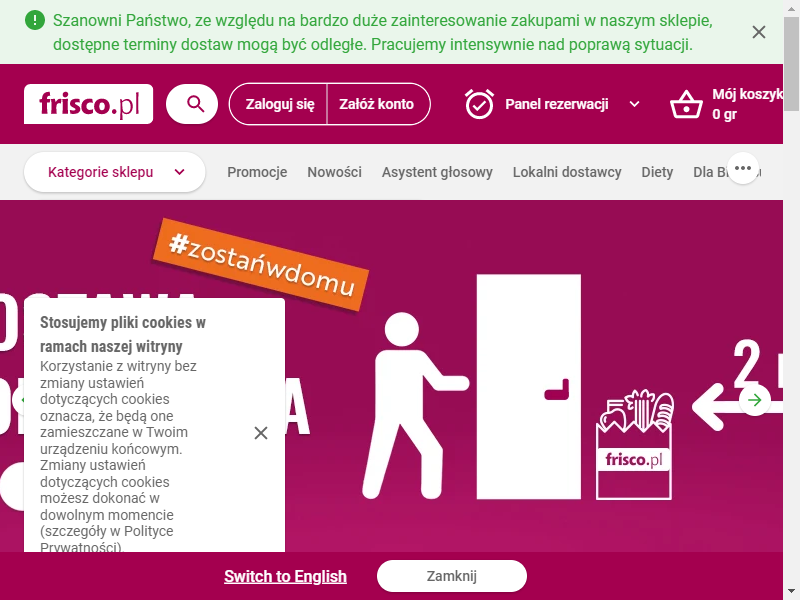 Szanowni Państwo, ze względu na bardzo duże zainteresowanie zakupami w naszym sklepie,
dostępne terminy dostaw mogą być odległe. Pracujemy intensywnie nad poprawą sytuacji.
frisco.pl
Zaloguj się
Załóż konto
Panel rezerwacji
Mój koszyk
0 gr
Kategorie sklepu
Promocje
Nowości
Asystent głosowy
Lokalni dostawcy
Diety
Dla
#zostańwdomu
Stosujemy pliki cookies w
ramach naszej witryny
Korzystanie z witryny bez
zmiany ustawień
dotyczących cookies
oznacza, że będą one
zamieszczane w Twoim
urządzeniu końcowym.
Zmiany ustawień
dotyczących cookies
możesz dokonać w
dowolnym momencie
(szczegóły w Polityce
Prywatności).
2
frisco.pl
Switch to English
Zamknij